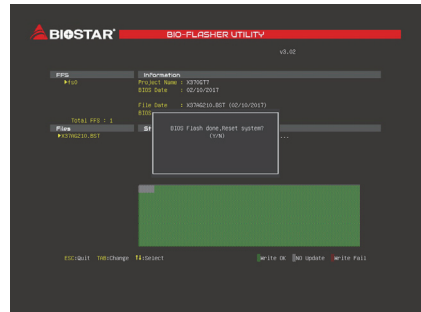 BIOSTAR
BIO-FLASHER UTILITY
V3.02
FFS
▶fs0
Information
Project Name : X370GT7
BIOS Date : 02/10/2017
File Date : X37AG210.BST (02/10/2017)
BIOS
Total FFS : 1
Files
▶X37AG210.BST
St
BIOS Flash done,Reset system?
(Y/N)
...
ESC:Quit TAB:Change ↑↓:Select
Write OK NO Update Write Fail